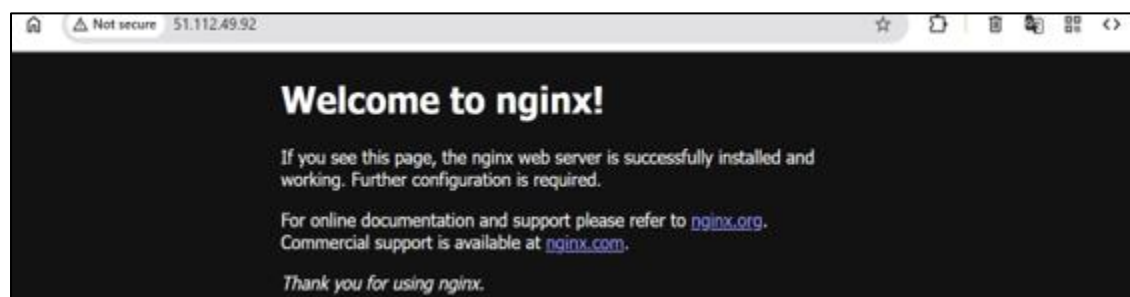 Not secure 51.112.49.92
Welcome to nginx!
If you see this page, the nginx web server is successfully installed and
working. Further configuration is required.
For online documentation and support please refer to nginx.org.
Commercial support is available at nginx.com.
Thank you for using nginx.